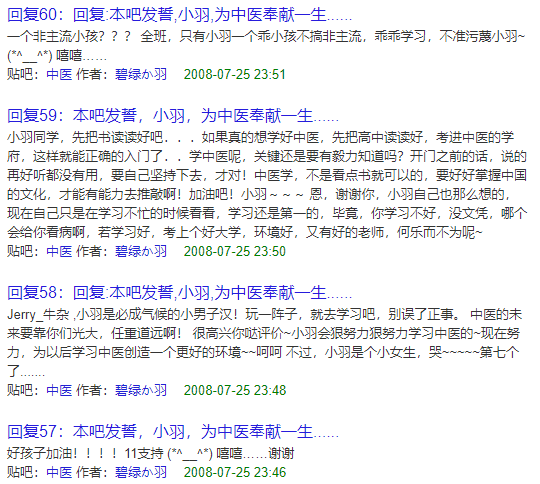 回复60：回复:本吧发誓,小羽,为中医奉献一生......
一个非主流小孩？？？ 全班，只有小羽一个乖小孩不搞非主流，乖乖学习，不准污蔑小羽~
(*^__^*) 嘻嘻……
贴吧：中医 作者：碧绿か羽 2008-07-25 23:51
回复59：本吧发誓，小羽，为中医奉献一生......
小羽同学，先把书读读好吧．．．如果真的想学好中医，先把高中读读好，考进中医的学
府，这样就能正确的入门了．．学中医呢，关键还是要有毅力知道吗？开门之前的话，说的
再好听都没有用，要自己坚持下去，才对！中医学，不是看点书就可以的，要好好掌握中国
的文化，才能有能力去推敲啊！加油吧！小羽～～～ 恩，谢谢你，小羽自己也那么想的，
现在自己只是在学习不忙的时候看看，学习还是第一的，毕竟，你学习不好，没文凭，哪个
会给你看病啊，若学习好，考上个好大学，环境好，又有好的老师，何乐而不为呢~
贴吧：中医 作者：碧绿か羽 2008-07-25 23:50
回复58：回复:本吧发誓,小羽,为中医奉献一生......
Jerry_牛杂 ,小羽是必成气候的小男子汉！玩一阵子，就去学习吧，别误了正事。 中医的未
来要靠你们光大，任重道远啊！ 很高兴你哒评价~小羽会狠努力狠努力学习中医的~现在努
力，为以后学习中医创造一个更好的环境~~呵呵 不过，小羽是个小女生，哭~~~~~第七个
了.......
贴吧：中医 作者：碧绿か羽 2008-07-25 23:48
回复57：本吧发誓，小羽，为中医奉献一生......
好孩子加油！！！！11支持 (*^__^*) 嘻嘻……谢谢
贴吧：中医 作者：碧绿か羽 2008-07-25 23:46